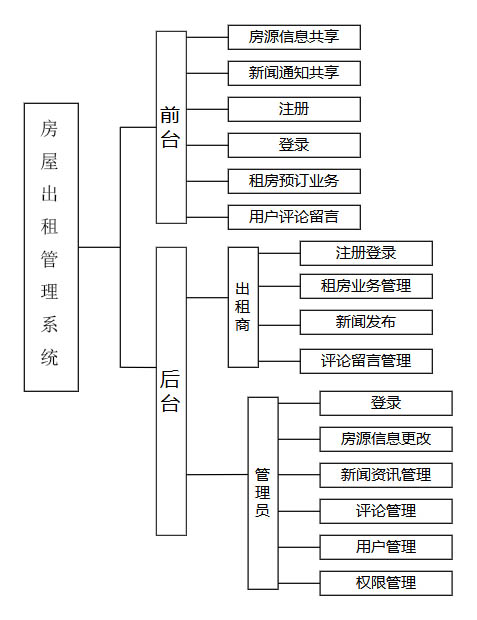 房屋出租管理系统
前台
房源信息共享
新闻通知共享
注册
登录
租房预订业务
用户评论留言
后台
出租商
注册登录
租房业务管理
新闻发布
评论留言管理
管理员
登录
房源信息更改
新闻资讯管理
评论管理
用户管理
权限管理